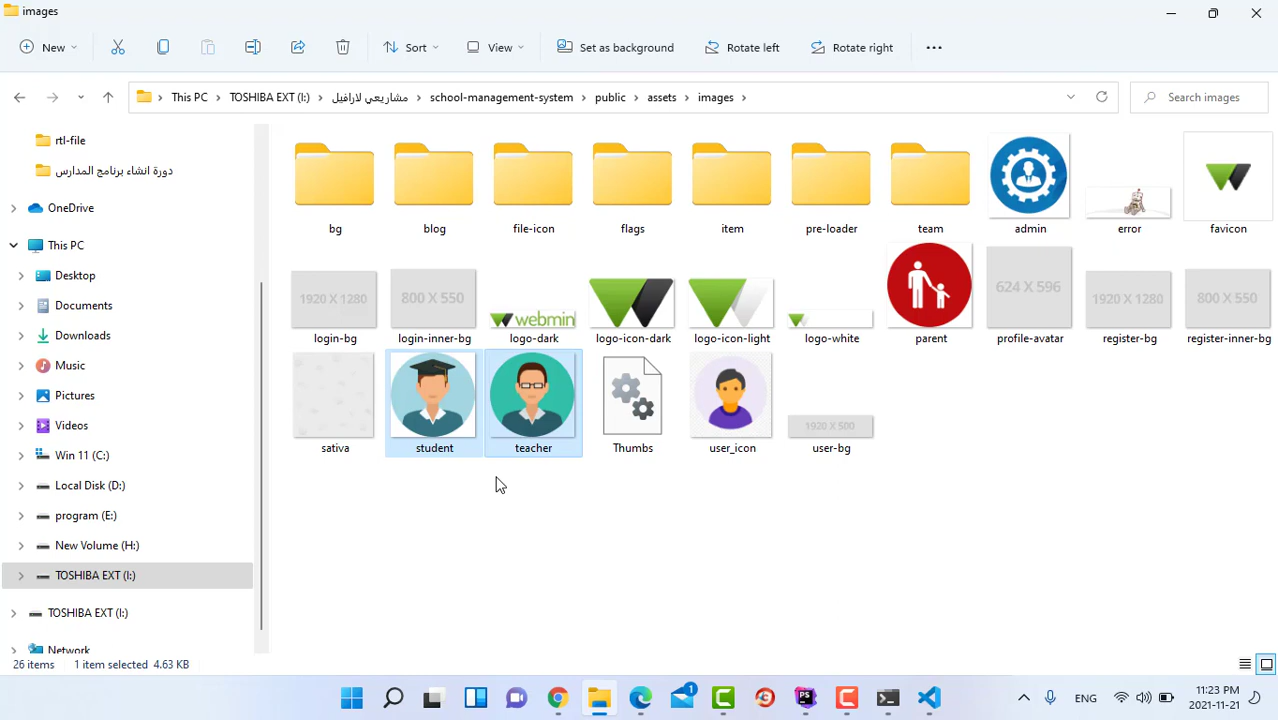 images
New
Sort
View
Set as background
Rotate left
Rotate right
This PC
TOSHIBA EXT (I:)
مشاريعي لارافيل
school-management-system
public
assets
images
Search images
rtl-file
دورة انشاء برنامج المدارس
OneDrive
This PC
Desktop
Documents
Downloads
Music
Pictures
Videos
Win 11 (C:)
Local Disk (D:)
program (E:)
New Volume (H:)
TOSHIBA EXT (I:)
TOSHIBA EXT (I:)
Network
bg
blog
file-icon
flags
item
pre-loader
team
admin
error
favicon
1920 X 1280
800 X 550
webmin
624 X 596
1920 X 1280
800 X 550
login-bg
login-inner-bg
logo-dark
logo-icon-dark
logo-icon-light
logo-white
parent
profile-avatar
register-bg
register-inner-bg
1920 X 500
sativa
student
teacher
Thumbs
user_icon
user-bg
26 items
1 item selected 4.63 KB
1
PS
ENG
11:23 PM
2021-11-21